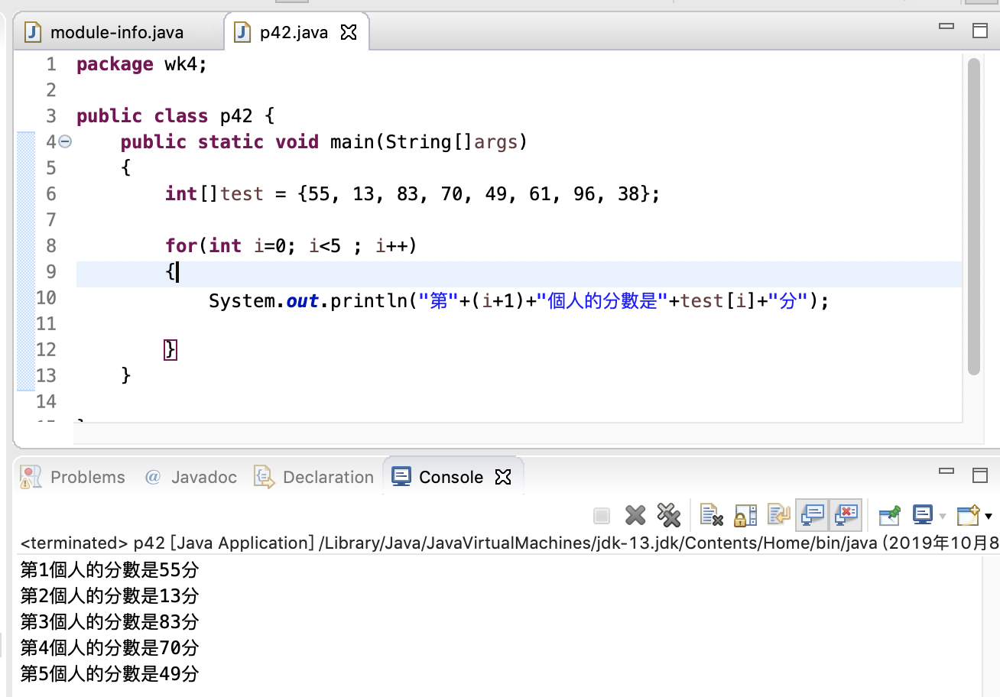 module-info.java p42.java
1 package wk4;
2
3 public class p42 {
4 public static void main(String[]args)
5 {
6 int[]test = {55, 13, 83, 70, 49, 61, 96, 38};
7
8 for(int i=0; i<5 ; i++)
9 {
10 System.out.println("第"+(i+1)+"個人的分數是"+test[i]+"分");
11
12 }
13 }
14
Problems @ Javadoc Declaration Console
<terminated> p42 [Java Application] /Library/Java/JavaVirtualMachines/jdk-13.jdk/Contents/Home/bin/java (2019年10月8
第1個人的分數是55分
第2個人的分數是13分
第3個人的分數是83分
第4個人的分數是70分
第5個人的分數是49分